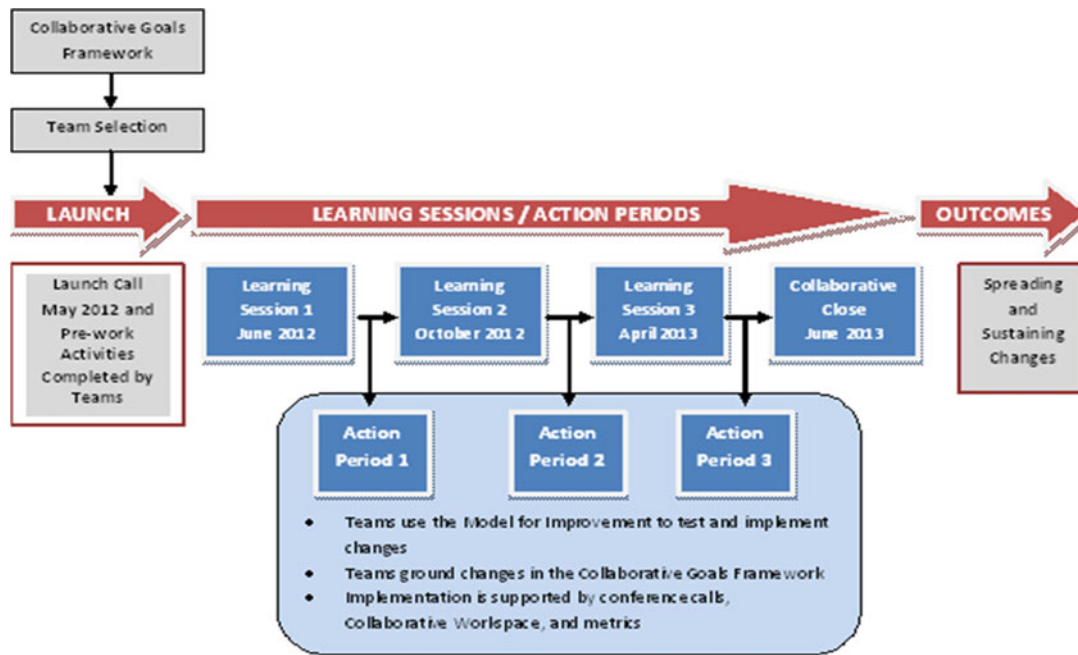 Collaborative Goals
Framework
Team Selection
LAUNCH
LEARNING SESSIONS / ACTION PERIODS
OUTCOMES
Launch Call
May 2012 and
Pre-work
Activities
Completed by
Teams
Learning
Session 1
June 2012
Learning
Session 2
October 2012
Learning
Session 3
April 2013
Collaborative
Close
June 2013
Spreading
and
Sustaining
Changes
Action
Period 1
Action
Period 2
Action
Period 3
• Teams use the Model for Improvement to test and implement
changes
• Teams ground changes in the Collaborative Goals Framework
• Implementation is supported by conference calls,
Collaborative Workspace, and metrics